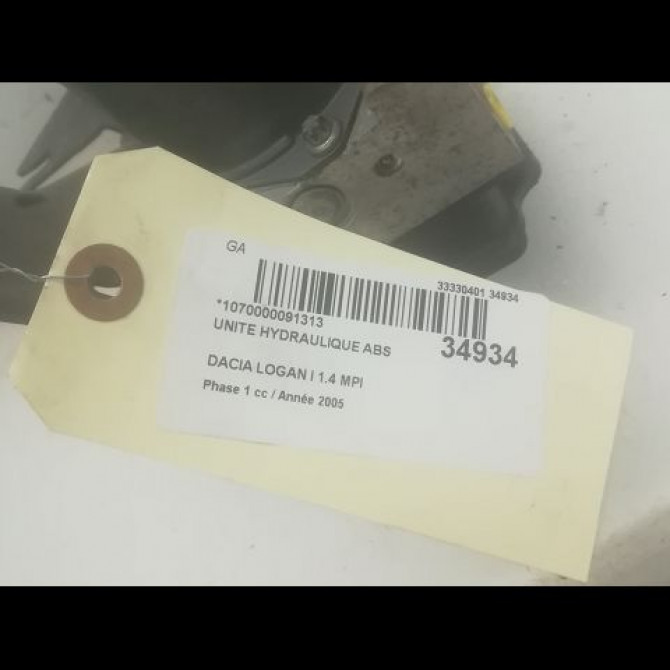 GA
33330401 34934
*1070000091313
UNITE HYDRAULIQUE ABS
34934
DACIA LOGAN I 1.4 MPI
Phase 1 cc / Année 2005